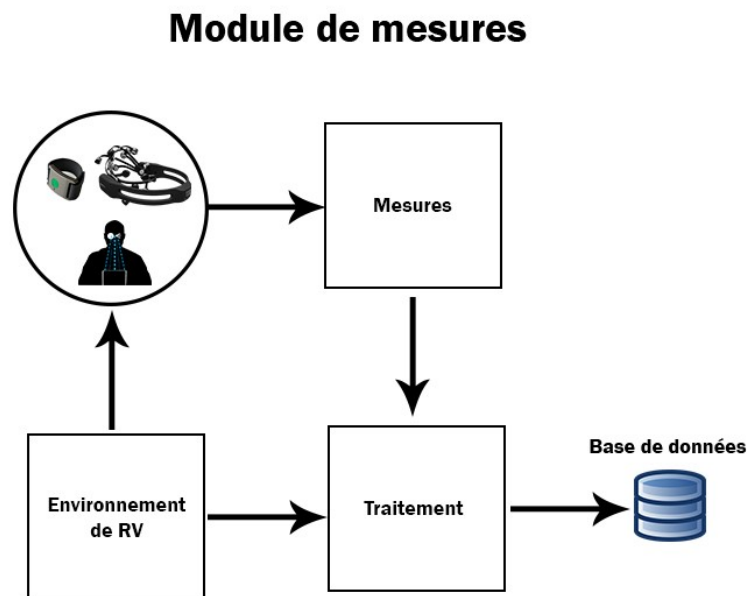 Module de mesures
Mesures
Base de données
Environnement
de RV
Traitement